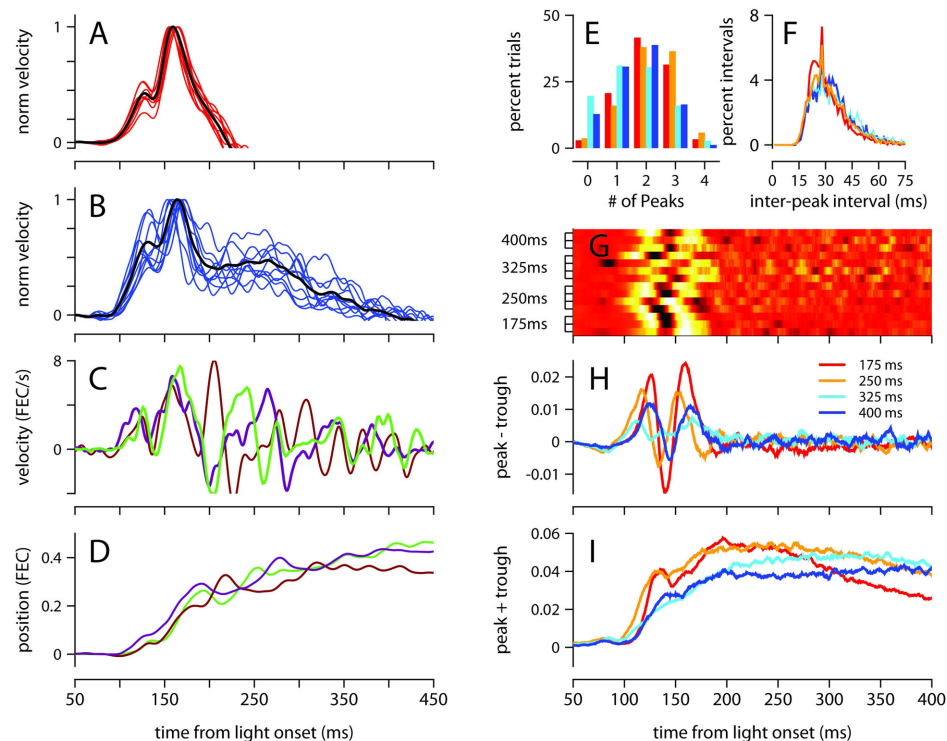 A
norm velocity
1
0
B
norm velocity
1
0
C
velocity (FEC/s)
8
4
0
D
position (FEC)
0.4
0.2
0
50 150 250 350 450
time from light onset (ms)
E
percent trials
50
25
0
0 1 2 3 4
# of Peaks
F
percent intervals
8
4
0
0 15 30 45 60 75
inter-peak interval (ms)
G
400ms
325ms
250ms
175ms
H
peak - trough
0.02
0.01
0
-0.01
175 ms
250 ms
325 ms
400 ms
I
peak + trough
0.06
0.04
0.02
0
50 100 150 200 250 300 350 400
time from light onset (ms)